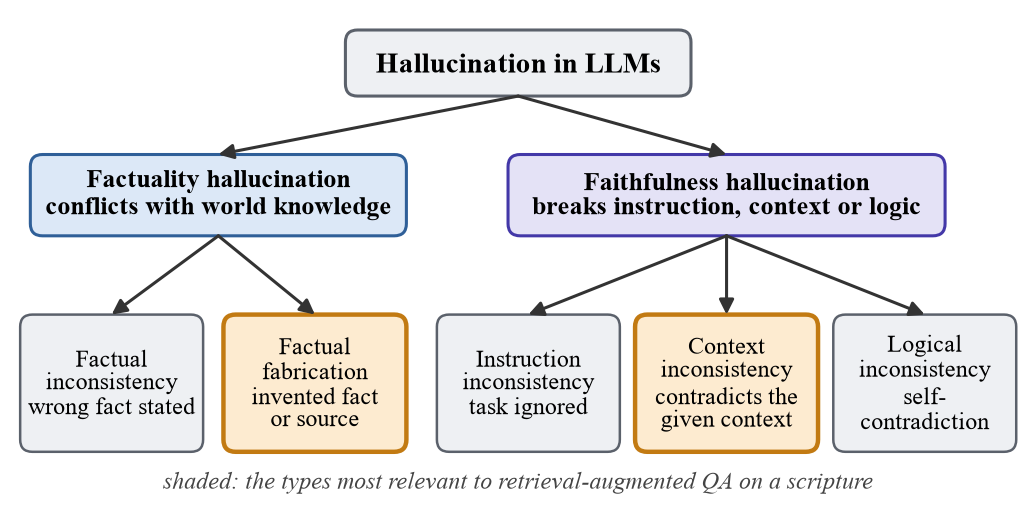 Hallucination in LLMs
Factuality hallucination
conflicts with world knowledge
Faithfulness hallucination
breaks instruction, context or logic
Factual
inconsistency
wrong fact stated
Factual
fabrication
invented fact
or source
Instruction
inconsistency
task ignored
Context
inconsistency
contradicts the
given context
Logical
inconsistency
self-
contradiction
shaded: the types most relevant to retrieval-augmented QA on a scripture